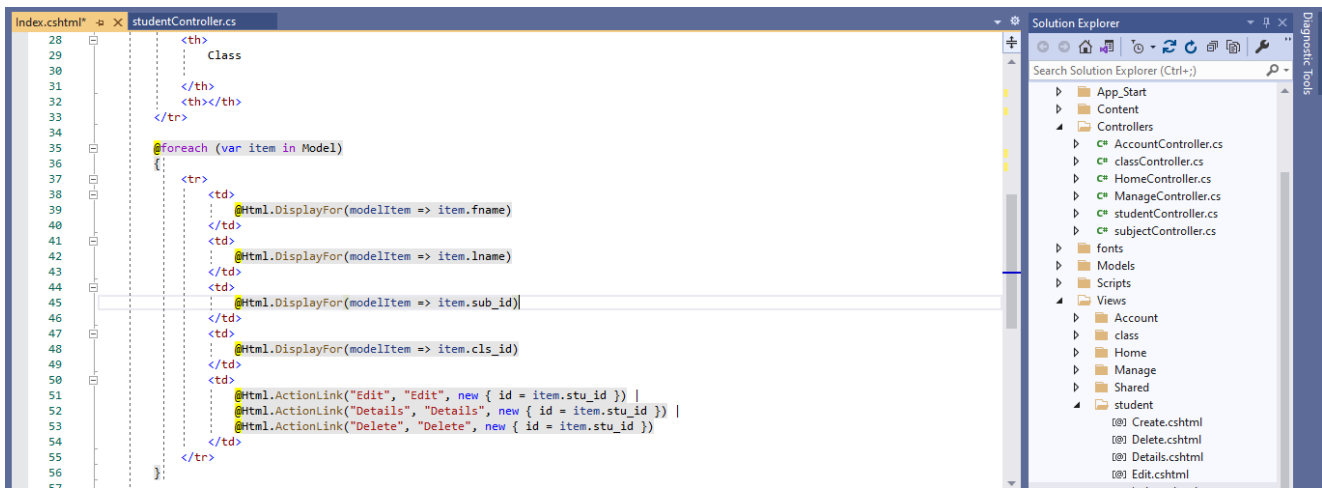 Index.cshtml* studentController.cs
28 <th>
29 Class
30
31 </th>
32 <th></th>
33 </tr>
34
35 @foreach (var item in Model)
36 {
37 <tr>
38 <td>
39 @Html.DisplayFor(modelItem => item.fname)
40 </td>
41 <td>
42 @Html.DisplayFor(modelItem => item.lname)
43 </td>
44 <td>
45 @Html.DisplayFor(modelItem => item.sub_id)
46 </td>
47 <td>
48 @Html.DisplayFor(modelItem => item.cls_id)
49 </td>
50 <td>
51 @Html.ActionLink("Edit", "Edit", new { id = item.stu_id }) |
52 @Html.ActionLink("Details", "Details", new { id = item.stu_id }) |
53 @Html.ActionLink("Delete", "Delete", new { id = item.stu_id })
54 </td>
55 </tr>
56 }
57
Solution Explorer
Search Solution Explorer (Ctrl+;)
App_Start
Content
Controllers
C# AccountController.cs
C# classController.cs
C# HomeController.cs
C# ManageController.cs
C# studentController.cs
C# subjectController.cs
fonts
Models
Scripts
Views
Account
class
Home
Manage
Shared
student
[@] Create.cshtml
[@] Delete.cshtml
[@] Details.cshtml
[@] Edit.cshtml
Diagnostic Tools